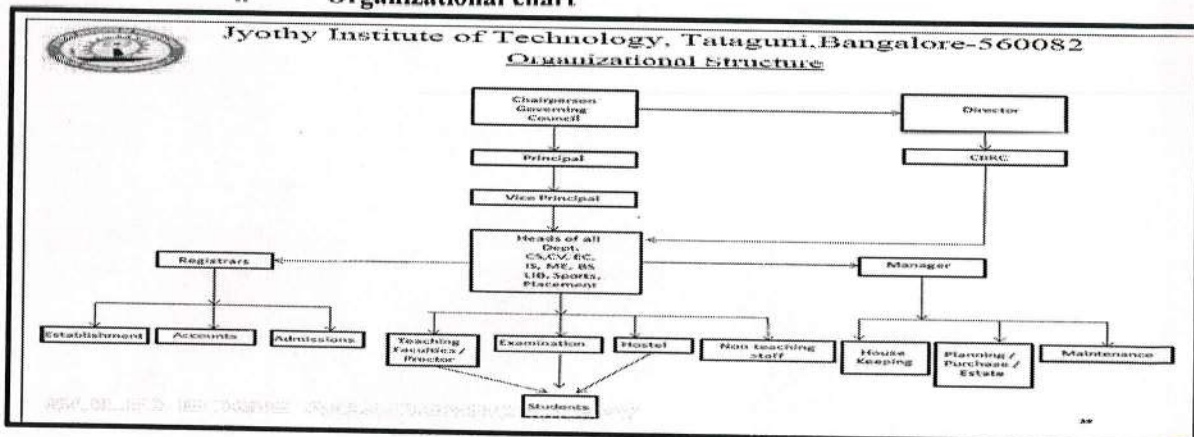 Organizational chart
Jyothy Institute of Technology, Tataguni,Bangalore-560082
Organizational Structure
Chairperson
Governing
Council
Director
Principal
CBRC
Vice Principal
Heads of all
Dept.
CS,CV, EC,
IS, ME, BS
LIB, Sports,
Placement
Registrars
Manager
Establishment
Accounts
Admissions
Teaching
Faculties /
Proctor
Examination
Hostel
Non teaching
staff
House
Keeping
Planning /
Purchase /
Estate
Maintenance
Students